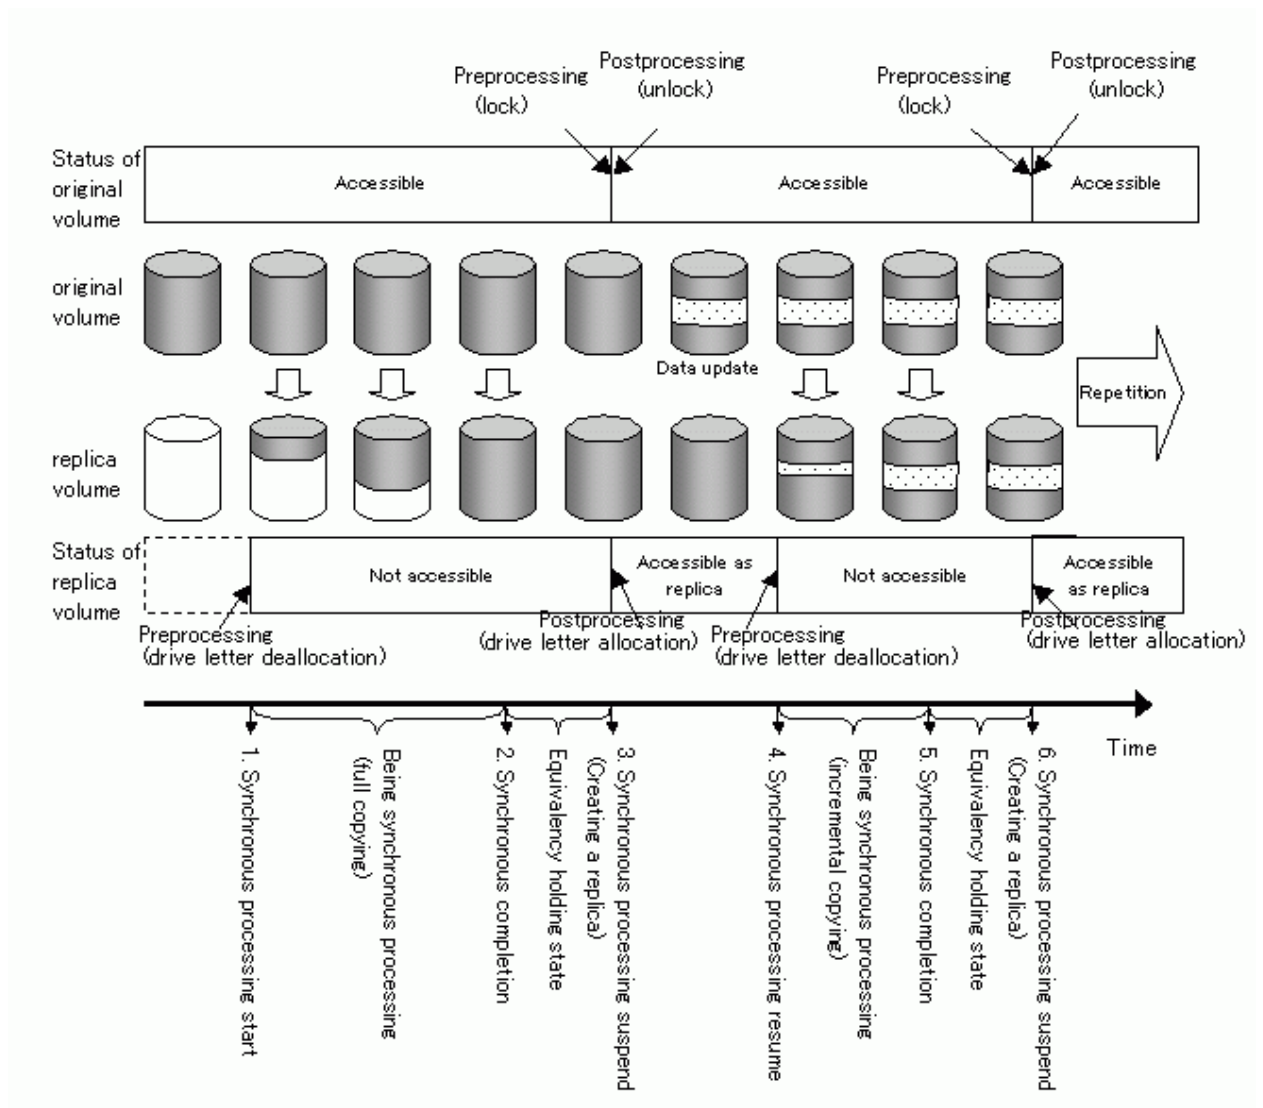 Preprocessing
(lock)
Postprocessing
(unlock)
Preprocessing
(lock)
Postprocessing
(unlock)
Status of
original
volume
Accessible
Accessible
Accessible
original
volume
Data update
Repetition
replica
volume
Status of
replica
volume
Not accessible
Accessible as
replica
Not accessible
Accessible
as replica
Preprocessing
(drive letter deallocation)
Postprocessing
(drive letter allocation)
Preprocessing
(drive letter deallocation)
Postprocessing
(drive letter allocation)
Time
1. Synchronous processing start
Being synchronous processing
(full copying)
2. Synchronous completion
Equivalency holding state
3. Synchronous processing suspend
(Creating a replica)
4. Synchronous processing resume
Being synchronous processing
(incremental copying)
5. Synchronous completion
Equivalency holding state
6. Synchronous processing suspend
(Creating a replica)